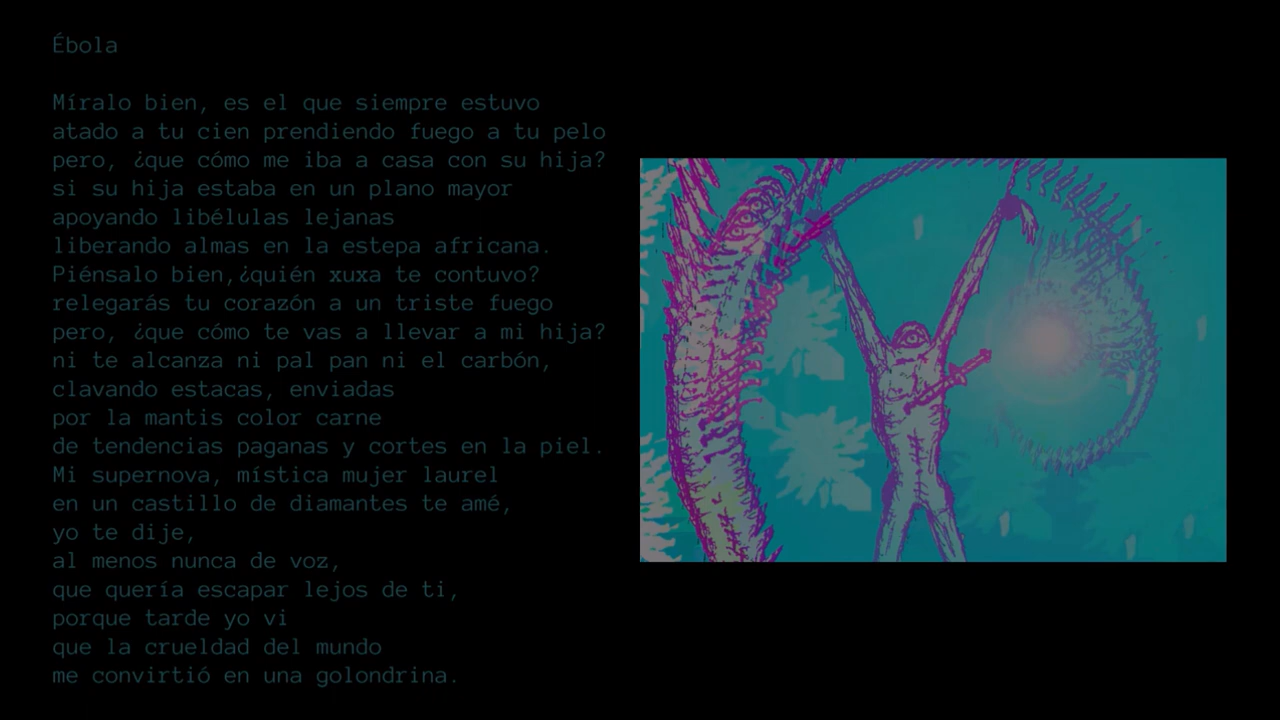 Ébola
Míralo bien, es el que siempre estuvo
atado a tu cien prendiendo fuego a tu pelo
pero, ¿que cómo me iba a casa con su hija?
si su hija estaba en un plano mayor
apoyando libélulas lejanas
liberando almas en la estepa africana.
Piénsalo bien,¿quién xuxa te contuvo?
relegarás tu corazón a un triste fuego
pero, ¿que cómo te vas a llevar a mi hija?
ni te alcanza ni pal pan ni el carbón,
clavando estacas, enviadas
por la mantis color carne
de tendencias paganas y cortes en la piel.
Mi supernova, mística mujer laurel
en un castillo de diamantes te amé,
yo te dije,
al menos nunca de voz,
que quería escapar lejos de ti,
porque tarde yo vi
que la crueldad del mundo
me convirtió en una golondrina.